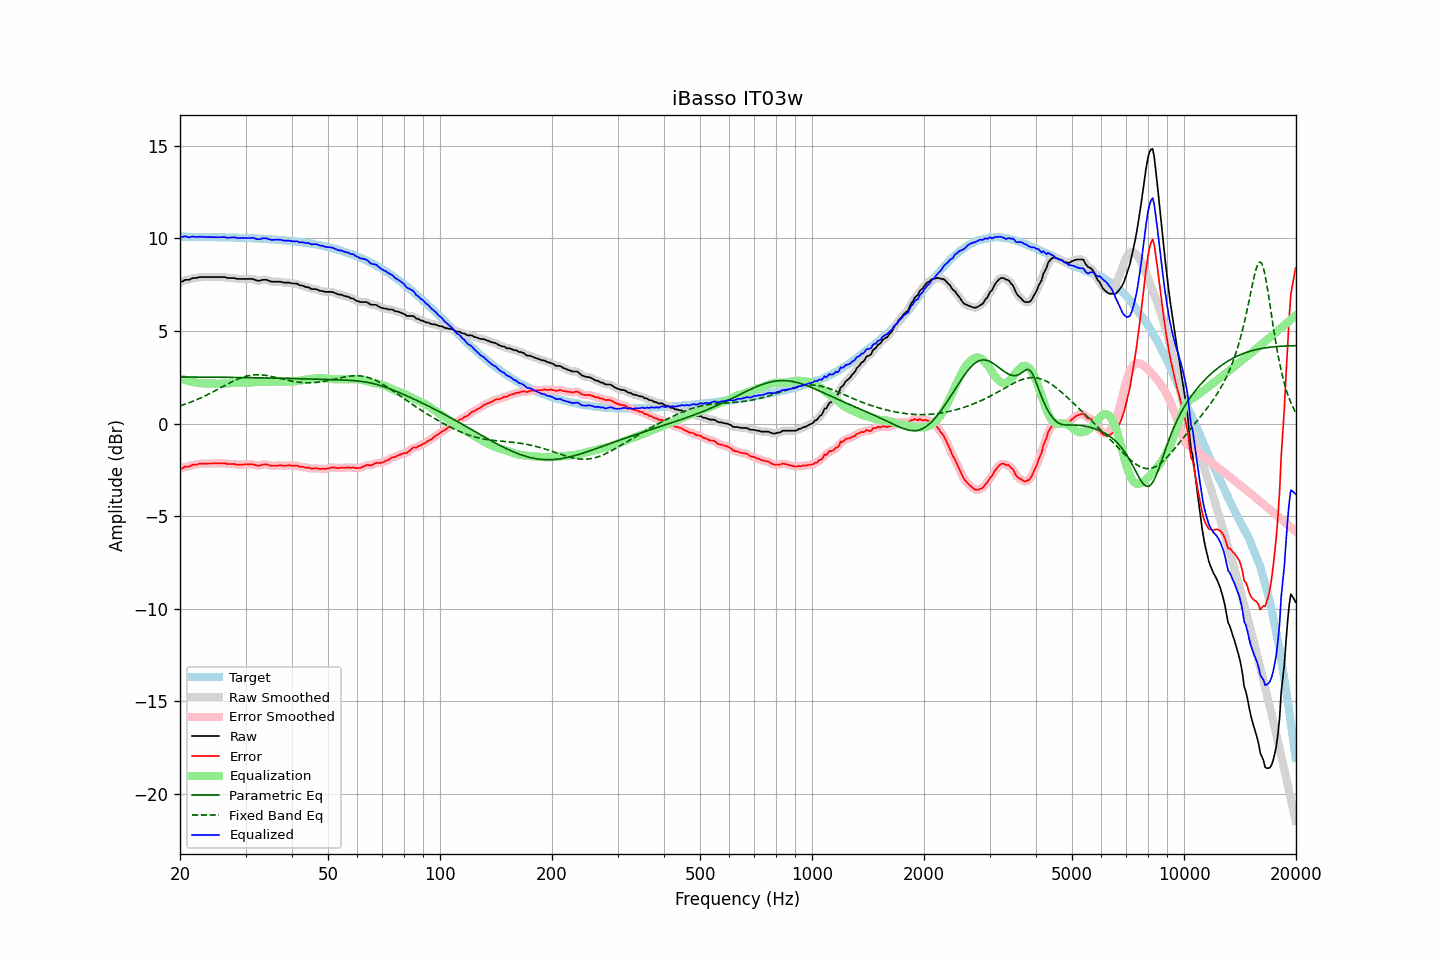 iBasso IT03w
Amplitude (dBr)
15
10
5
0
−5
−10
−15
−20
Target
Raw Smoothed
Error Smoothed
Raw
Error
Equalization
Parametric Eq
Fixed Band Eq
Equalized
20 50 100 200 500 1000 2000 5000 10000 20000
Frequency (Hz)